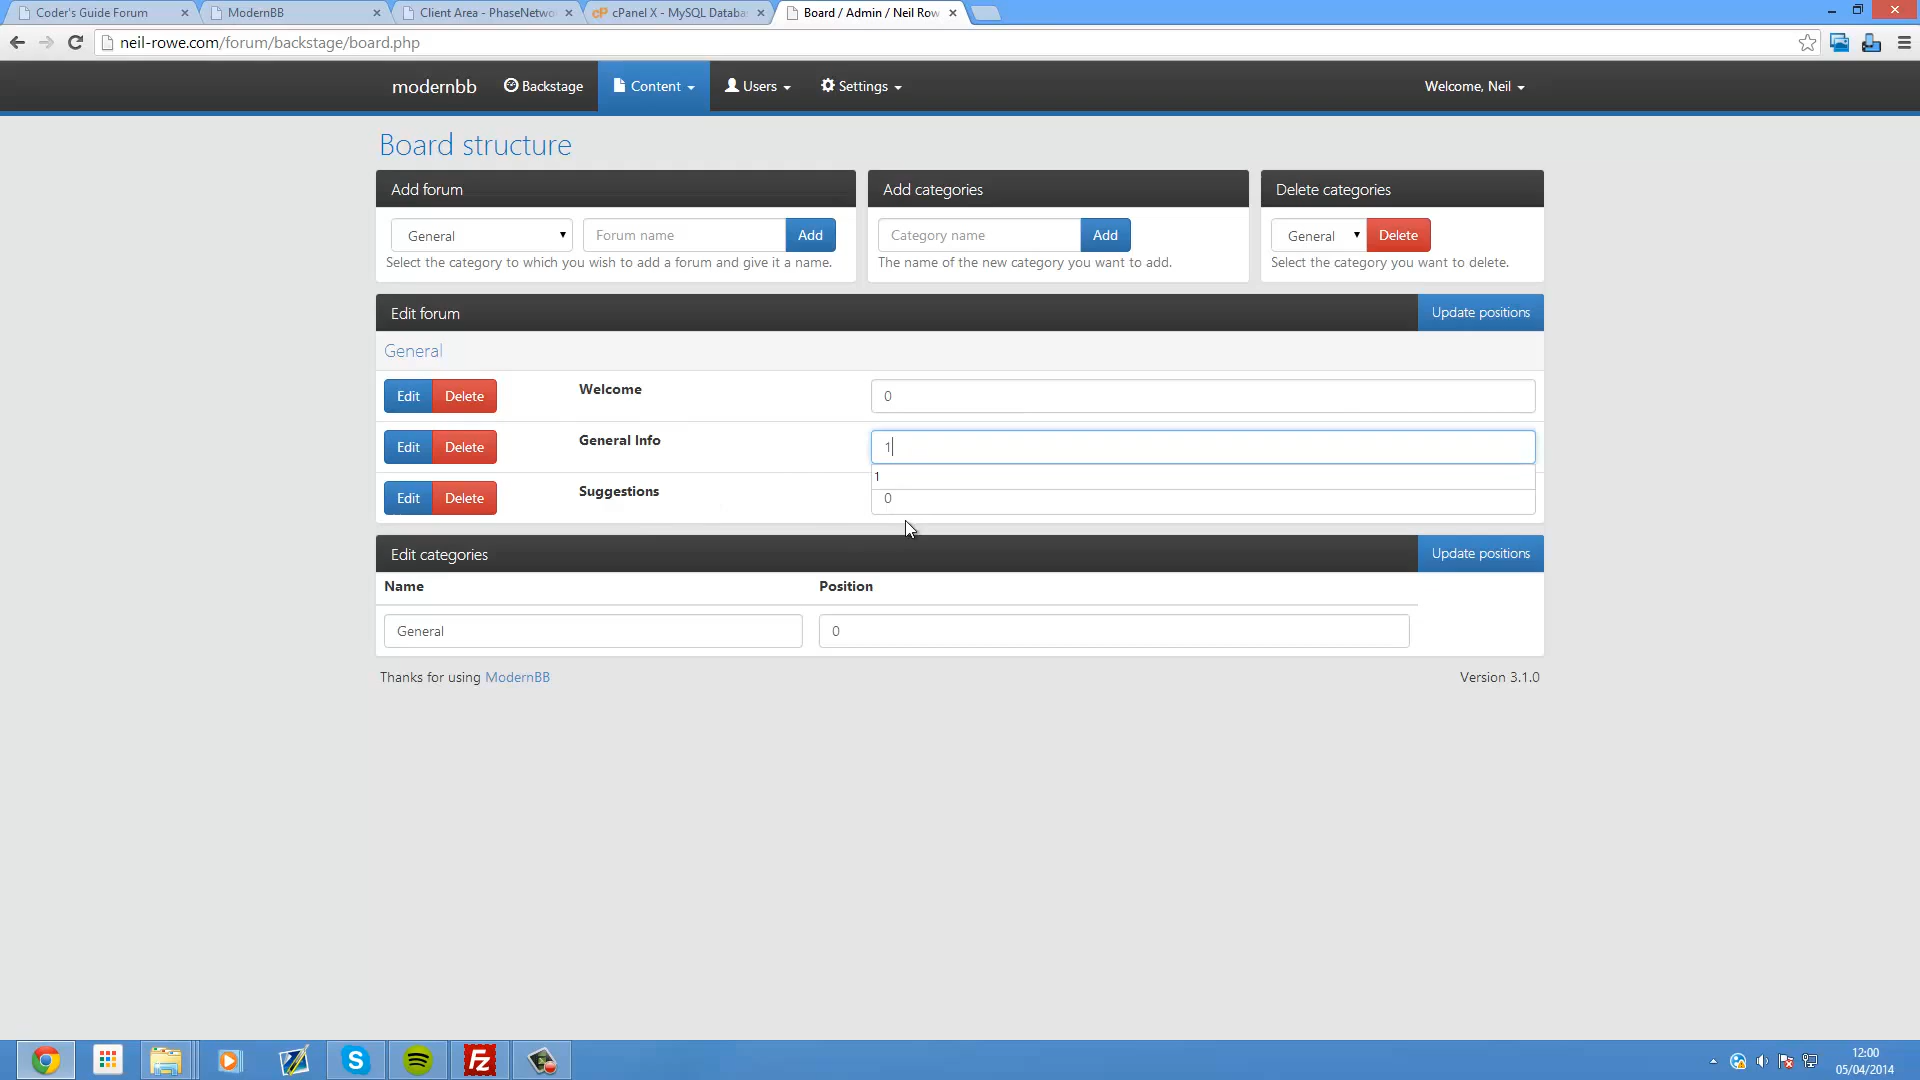 Coder's Guide Forum
ModernBB
Client Area - PhaseNetwo
cPanel X - MySQL Databa
Board / Admin / Neil Row
neil-rowe.com/forum/backstage/board.php
modernbb
Backstage
Content
Users
Settings
Welcome, Neil
Board structure
Add forum
Add categories
Delete categories
General
Forum name
Add
Category name
Add
General
Delete
Select the category to which you wish to add a forum and give it a name.
The name of the new category you want to add.
Select the category you want to delete.
Edit forum
Update positions
General
Edit
Delete
Welcome
0
Edit
Delete
General Info
1
1
Edit
Delete
Suggestions
0
Edit categories
Update positions
Name
Position
General
0
Thanks for using ModernBB
Version 3.1.0
12:00
05/04/2014